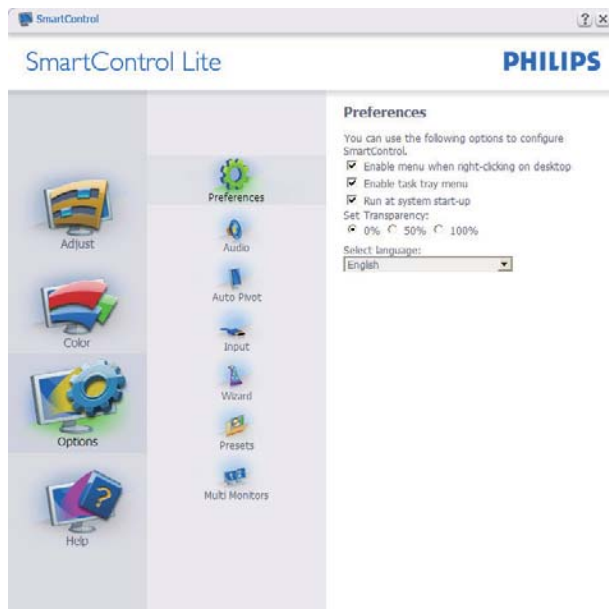 SmartControl
SmartControl Lite
PHILIPS
Adjust
Color
Options
Help
Preferences
Audio
Auto Pivot
Input
Wizard
Presets
Multi Monitors
Preferences
You can use the following options to configure
SmartControl.
Enable menu when right-clicking on desktop
Enable task tray menu
Run at system start-up
Set Transparency:
0% 50% 100%
Select language:
English